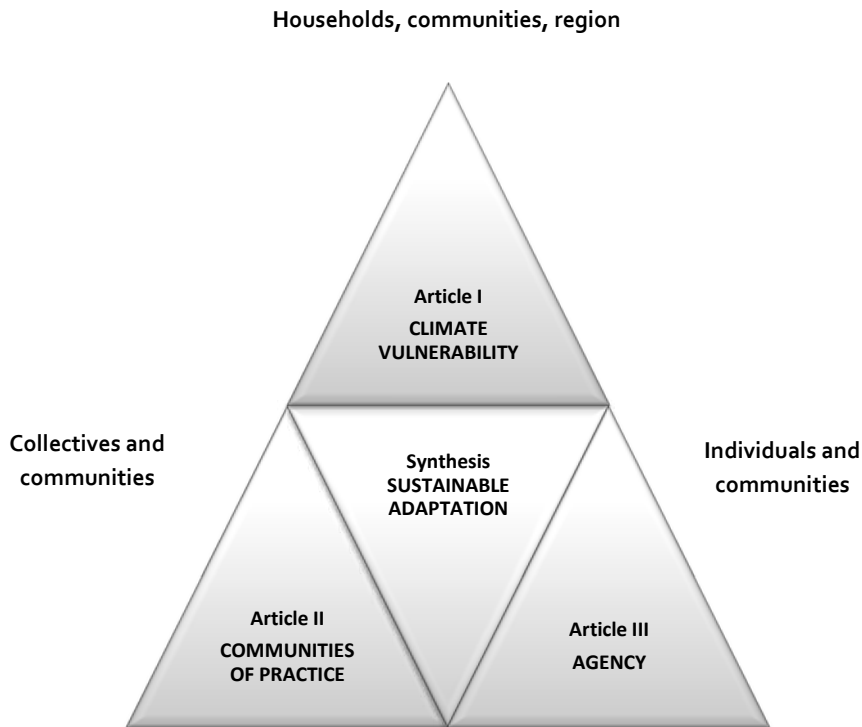 Households, communities, region
Article I
CLIMATE
VULNERABILITY
Collectives and
communities
Synthesis
SUSTAINABLE
ADAPTATION
Individuals and
communities
Article II
COMMUNITIES
OF PRACTICE
Article III
AGENCY